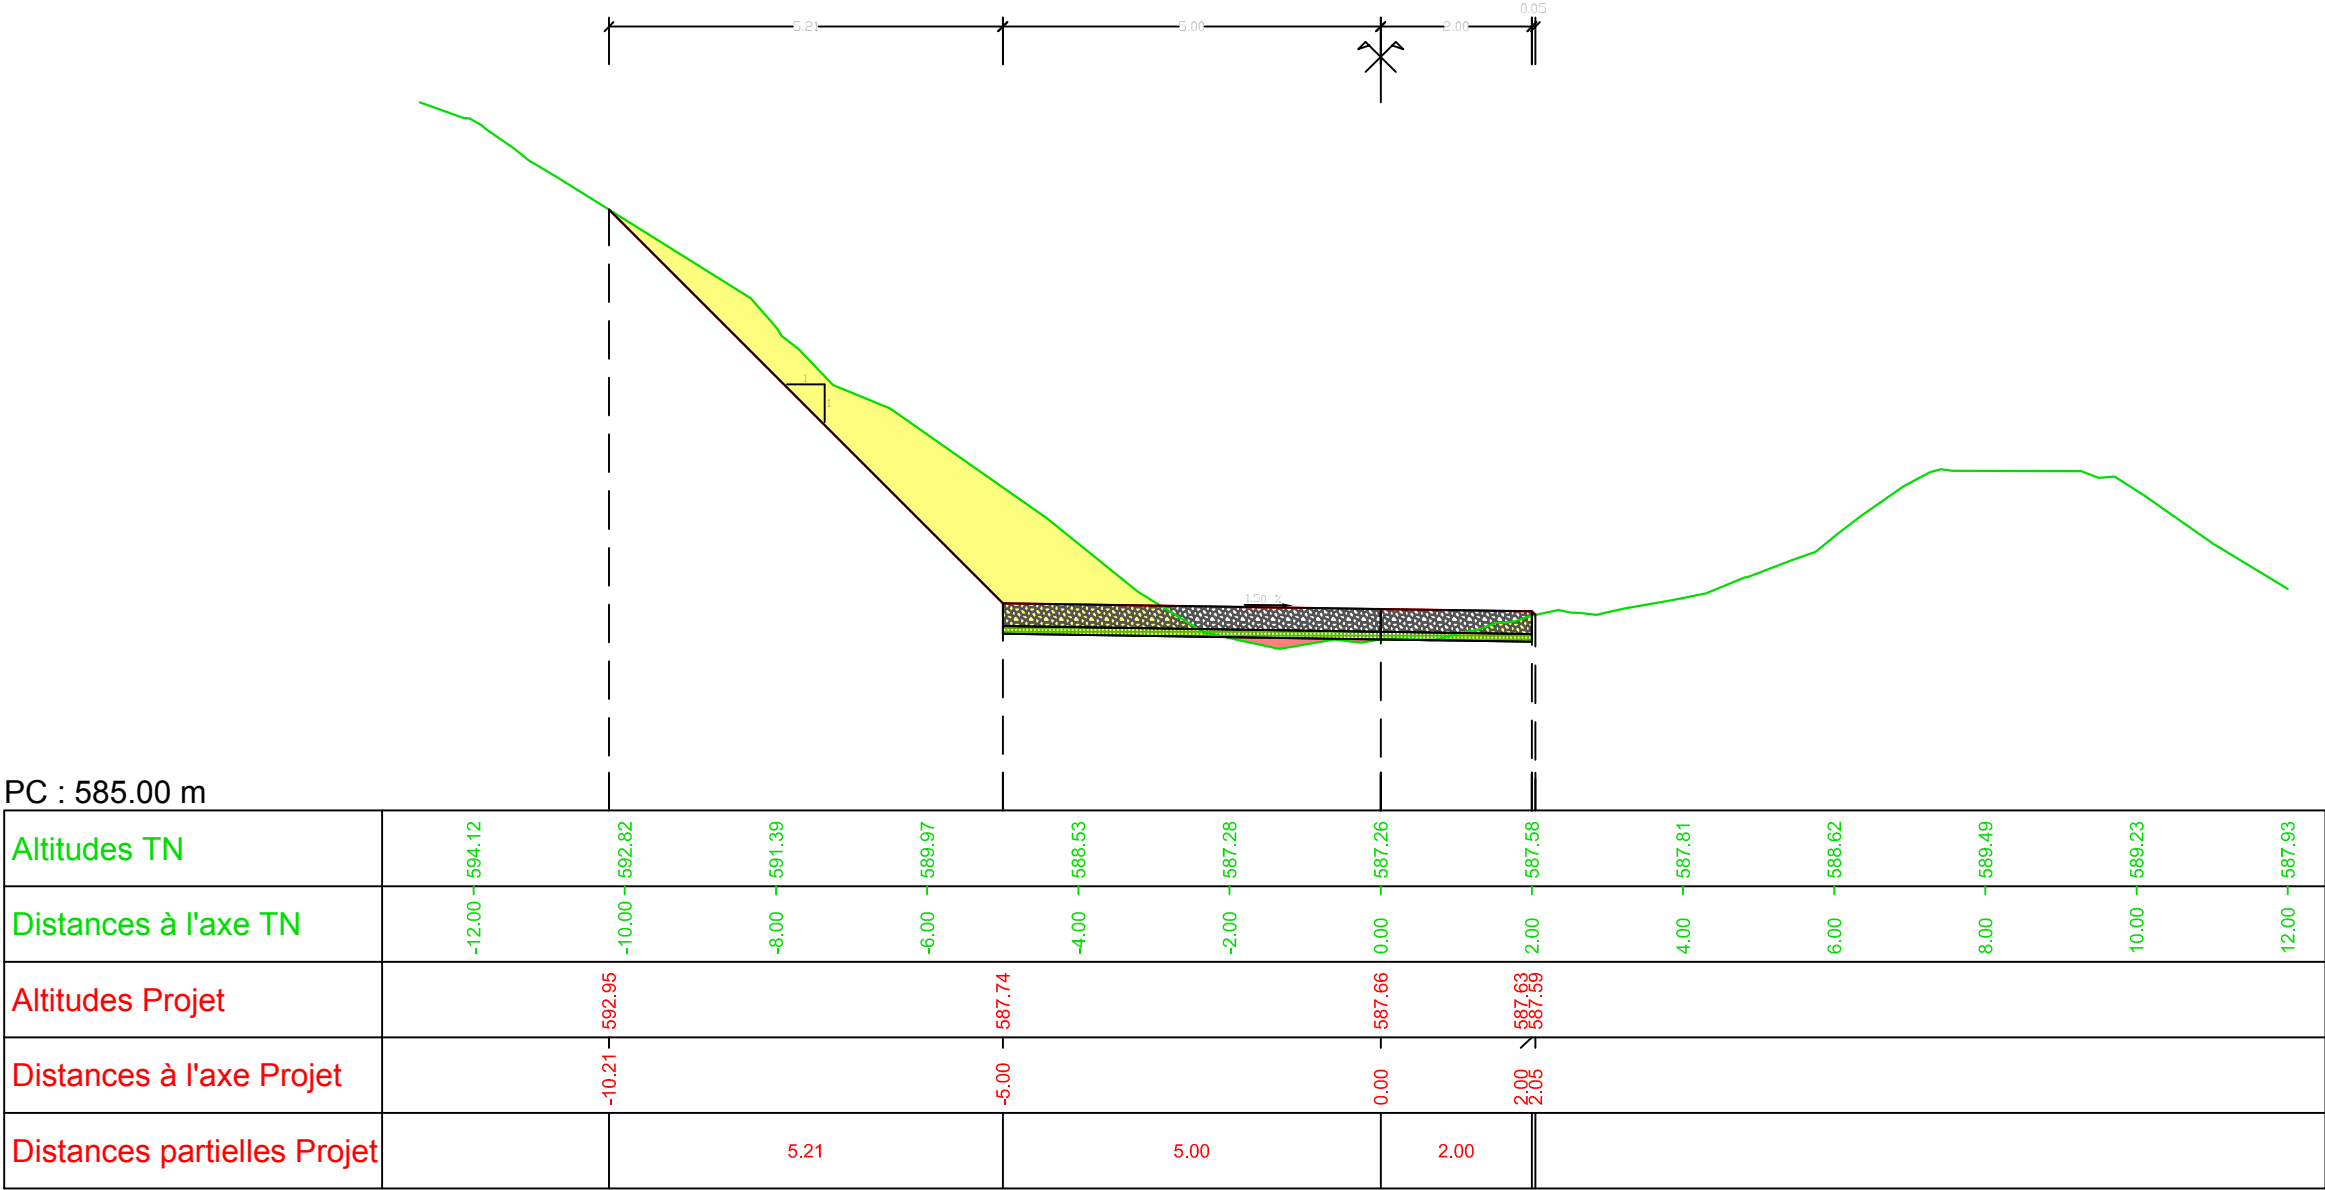 0.05
5.21 5.00 2.00
1
1
1.50 %
PC : 585.00 m
Altitudes TN 594.12 592.82 591.39 589.97 588.53 587.28 587.26 587.58 587.81 588.62 589.49 589.23 587.93
Distances à l'axe TN -12.00 -10.00 -8.00 -6.00 -4.00 -2.00 0.00 2.00 4.00 6.00 8.00 10.00 12.00
Altitudes Projet 592.95 587.74 587.66 587.63 587.59
Distances à l'axe Projet -10.21 -5.00 0.00 2.00 2.05
Distances partielles Projet 5.21 5.00 2.00